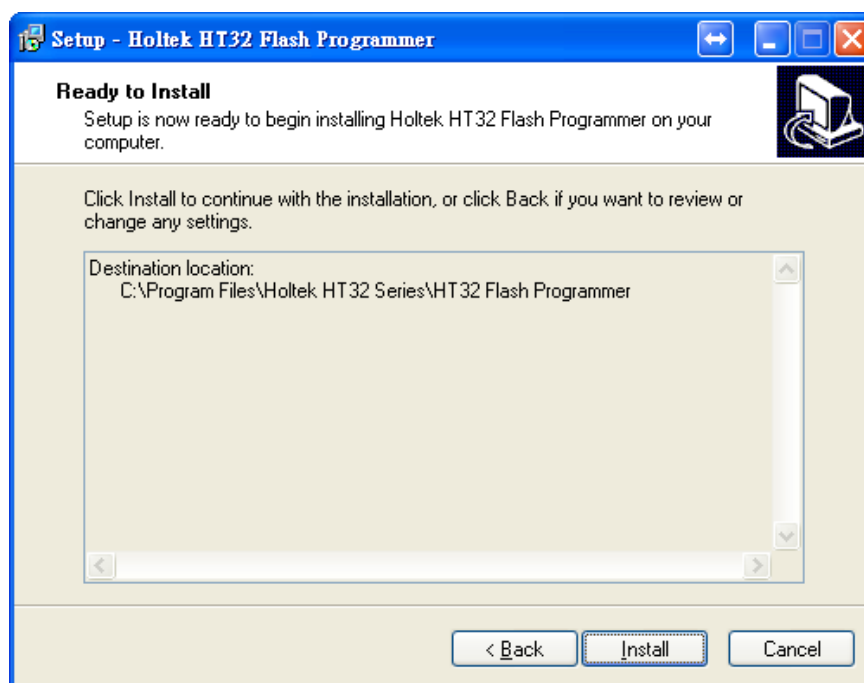 Setup - Holtek HT32 Flash Programmer
Ready to Install
Setup is now ready to begin installing Holtek HT32 Flash Programmer on your
computer.
Click Install to continue with the installation, or click Back if you want to review or
change any settings.
Destination location:
C:\Program Files\Holtek HT32 Series\HT32 Flash Programmer
< Back
Install
Cancel